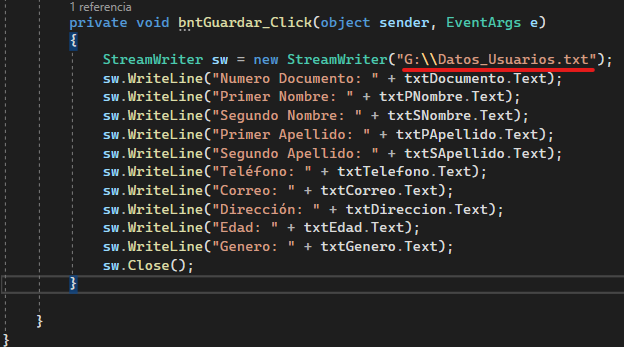 1 referencia
private void bntGuardar_Click(object sender, EventArgs e)
{
StreamWriter sw = new StreamWriter("G:\\Datos_Usuarios.txt");
sw.WriteLine("Numero Documento: " + txtDocumento.Text);
sw.WriteLine("Primer Nombre: " + txtPNombre.Text);
sw.WriteLine("Segundo Nombre: " + txtSNombre.Text);
sw.WriteLine("Primer Apellido: " + txtPApellido.Text);
sw.WriteLine("Segundo Apellido: " + txtSApellido.Text);
sw.WriteLine("Teléfono: " + txtTelefono.Text);
sw.WriteLine("Correo: " + txtCorreo.Text);
sw.WriteLine("Dirección: " + txtDireccion.Text);
sw.WriteLine("Edad: " + txtEdad.Text);
sw.WriteLine("Genero: " + txtGenero.Text);
sw.Close();
}
}
}